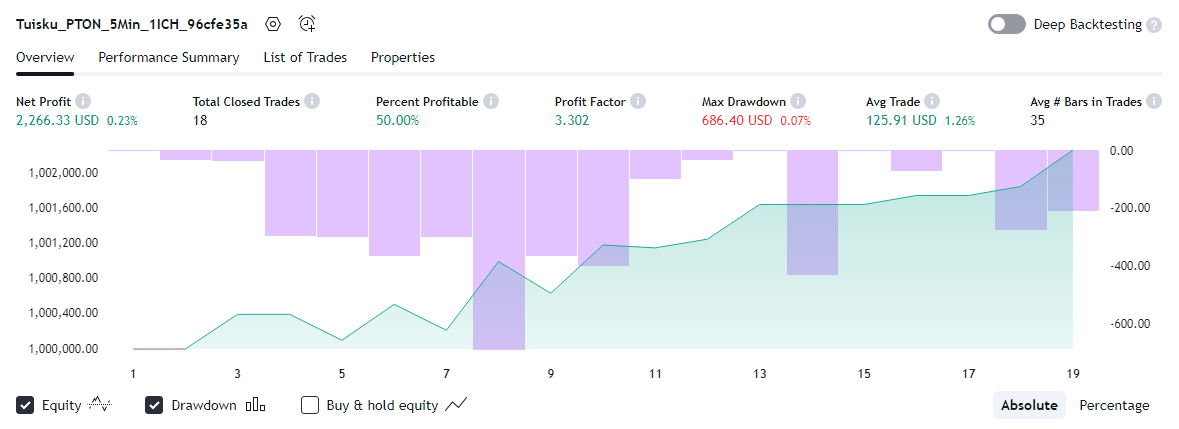 Tuisku_PTON_5Min_1ICH_96cfe35a Deep Backtesting ?
Overview Performance Summary List of Trades Properties
Net Profit Total Closed Trades Percent Profitable Profit Factor Max Drawdown Avg Trade Avg # Bars in Trades
2,266.33 USD 0.23% 18 50.00% 3.302 686.40 USD 0.07% 125.91 USD 1.26% 35
0.00
1,002,000.00
1,001,600.00 -200.00
1,001,200.00
-400.00
1,000,800.00
1,000,400.00 -600.00
1,000,000.00
1 3 5 7 9 11 13 15 17 19
Equity Drawdown Buy & hold equity Absolute Percentage